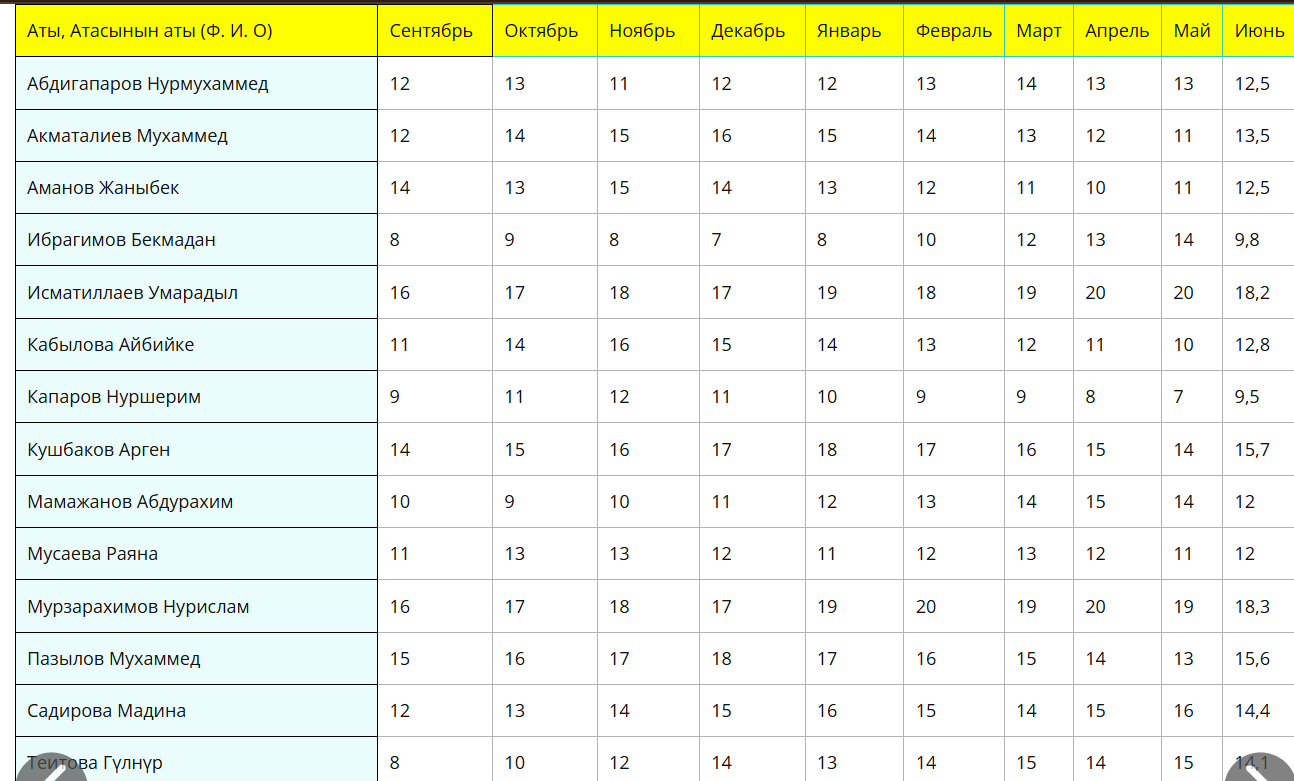 Аты, Атасынын аты (Ф. И. О) Сентябрь Октябрь Ноябрь Декабрь Январь Февраль Март Апрель Май Июнь
Абдигапаров Нурмухаммед 12 13 11 12 12 13 14 13 13 12,5
Акматалиев Мухаммед 12 14 15 16 15 14 13 12 11 13,5
Аманов Жаныбек 14 13 15 14 13 12 11 10 11 12,5
Ибрагимов Бекмадан 8 9 8 7 8 10 12 13 14 9,8
Исматиллаев Умарадыл 16 17 18 17 19 18 19 20 20 18,2
Кабылова Айбийке 11 14 16 15 14 13 12 11 10 12,8
Капаров Нуршерим 9 11 12 11 10 9 9 8 7 9,5
Кушбаков Арген 14 15 16 17 18 17 16 15 14 15,7
Мамажанов Абдурахим 10 9 10 11 12 13 14 15 14 12
Мусаева Раяна 11 13 13 12 11 12 13 12 11 12
Мурзарахимов Нурислам 16 17 18 17 19 20 19 20 19 18,3
Пазылов Мухаммед 15 16 17 18 17 16 15 14 13 15,6
Садирова Мадина 12 13 14 15 16 15 14 15 16 14,4
Теитова Гүлнүр 8 10 12 14 13 14 15 14 15 14,1